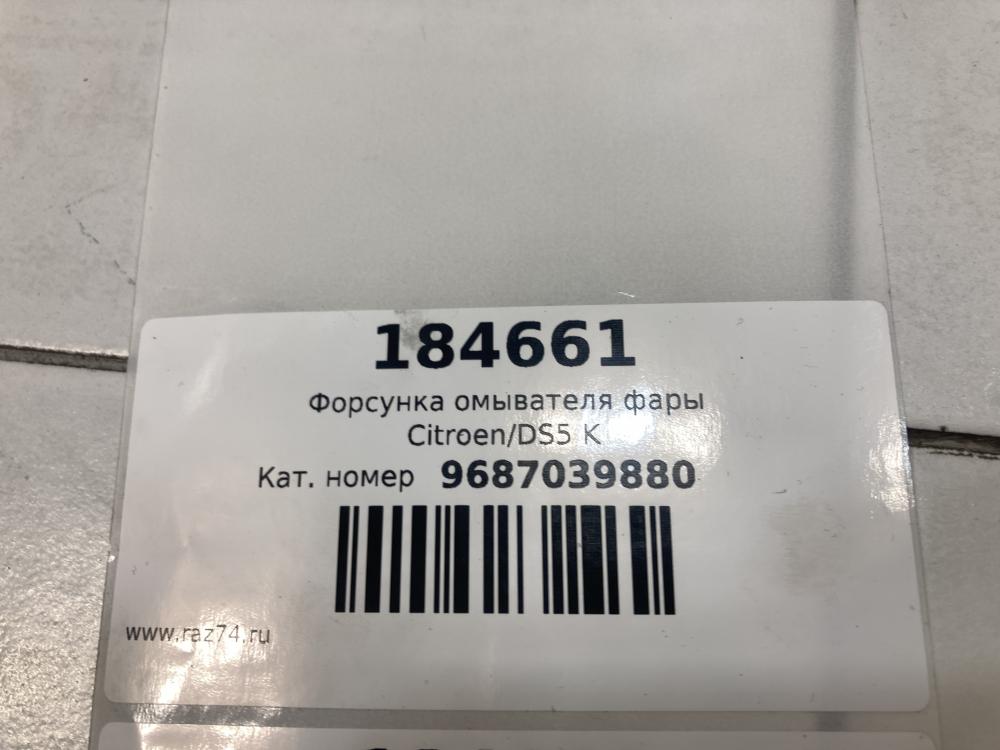 184661
Форсунка омывателя фары
Citroen/DS5 K
Кат. номер 9687039880
www.raz74.ru